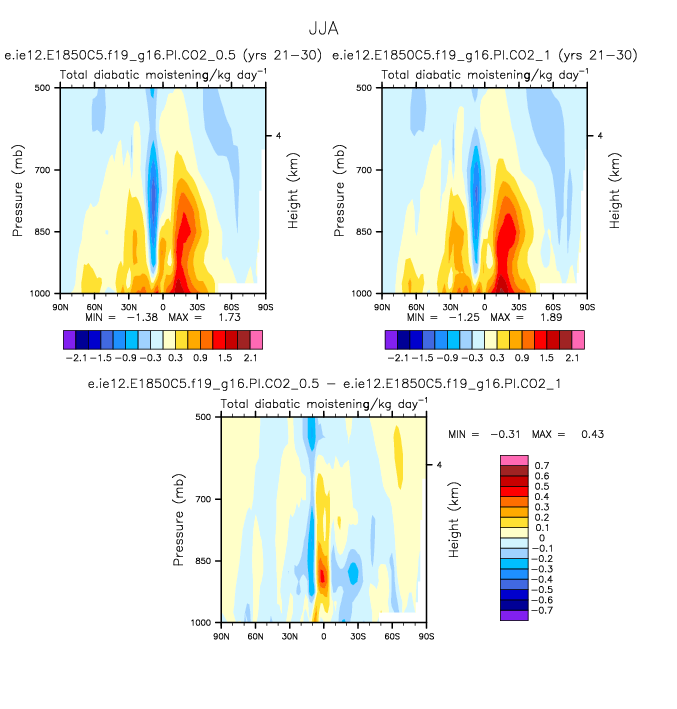 JJA
e.ie12.E1850C5.f19_g16.PI.CO2_0.5 (yrs 21−30) e.ie12.E1850C5.f19_g16.PI.CO2_1 (yrs 21−30)
Total diabatic moistening/kg day−1
500
700
850
1000
Pressure (mb)
4
Height (km)
90N 60N 30N 0 30S 60S 90S
MIN = −1.38 MAX = 1.73
−2.1 −1.5 −0.9 −0.3 0.3 0.9 1.5 2.1
Total diabatic moistening/kg day−1
500
700
850
1000
Pressure (mb)
4
Height (km)
90N 60N 30N 0 30S 60S 90S
MIN = −1.25 MAX = 1.89
−2.1 −1.5 −0.9 −0.3 0.3 0.9 1.5 2.1
e.ie12.E1850C5.f19_g16.PI.CO2_0.5 − e.ie12.E1850C5.f19_g16.PI.CO2_1
Total diabatic moistening/kg day−1
500
700
850
1000
Pressure (mb)
4
Height (km)
90N 60N 30N 0 30S 60S 90S
MIN = −0.31 MAX = 0.43
0.7
0.6
0.5
0.4
0.3
0.2
0.1
0
−0.1
−0.2
−0.3
−0.4
−0.5
−0.6
−0.7